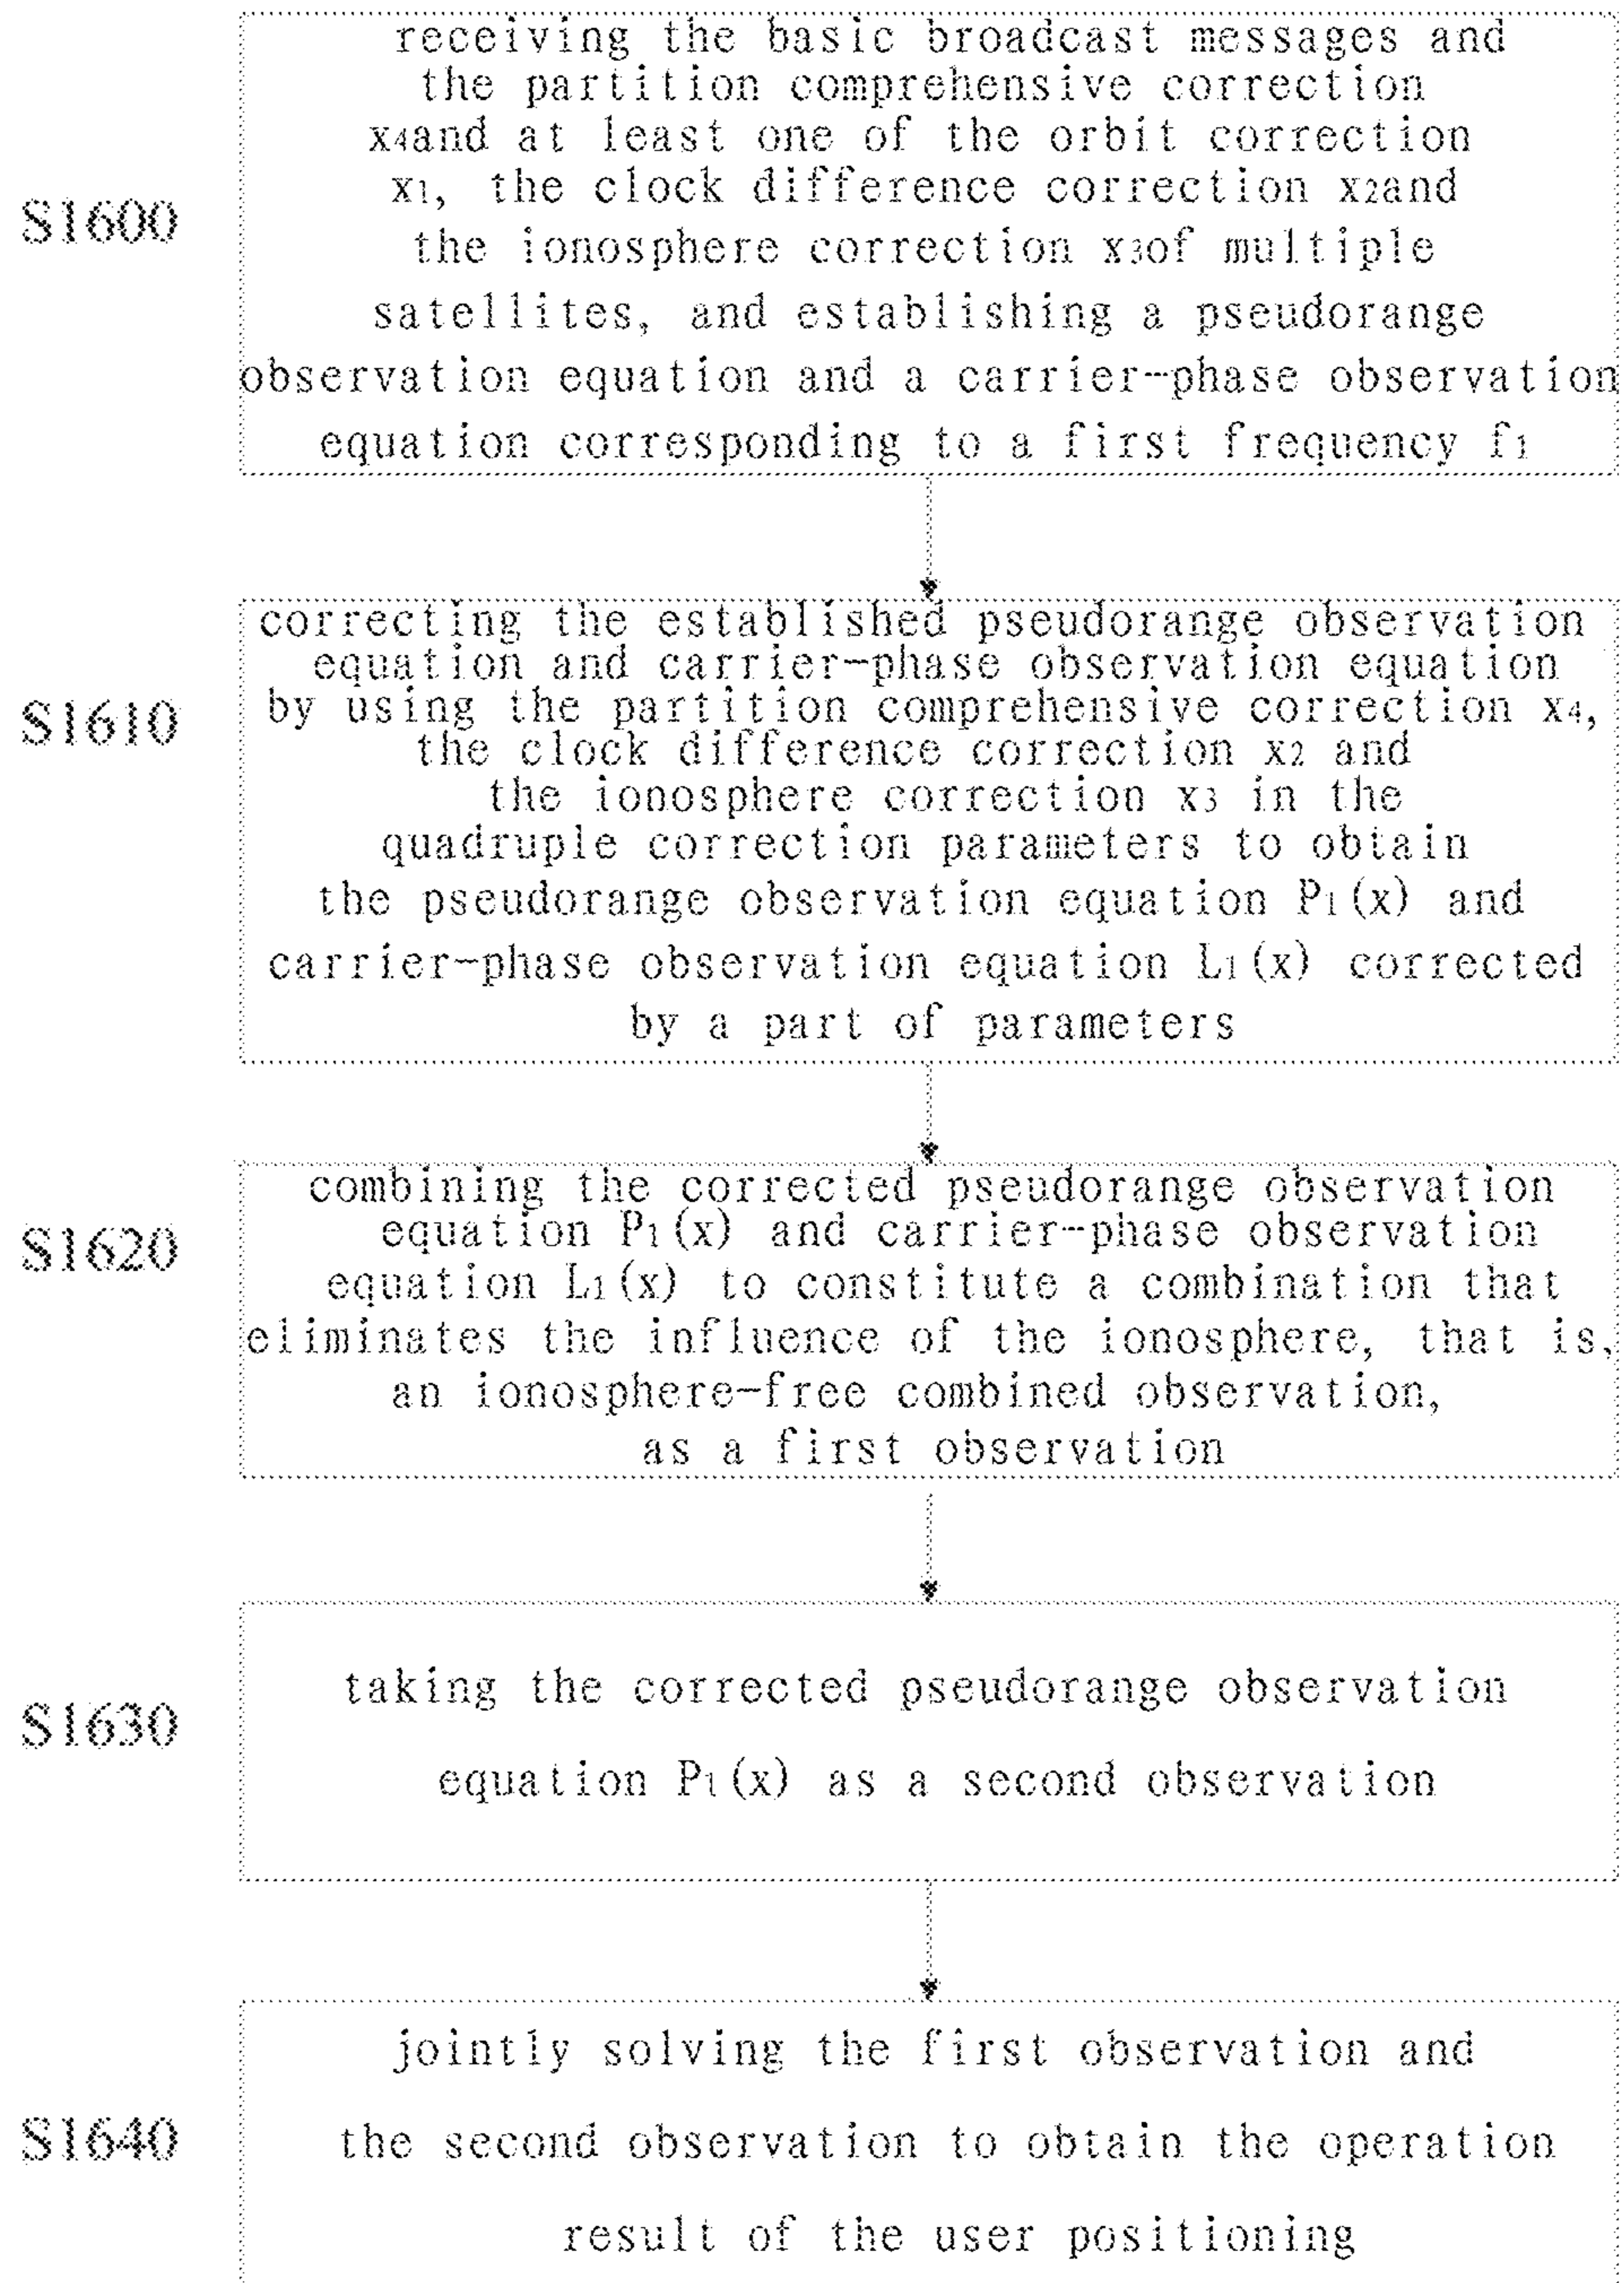 receiving the basic broadcast messages and
the partition comprehensive correction
x4and at least one of the orbit correction
x1, the clock difference correction x2and
S1600
the ionosphere correction x3of multiple
satellites, and establishing a pseudorange
observation equation and a carrier-phase observation
equation corresponding to a first frequency f1
correcting the established pseudorange observation
equation and carrier-phase observation equation
by using the partition comprehensive correction x4,
S1610
the clock difference correction x2 and
the ionosphere correction x3 in the
quadruple correction parameters to obtain
the pseudorange observation equation P1(x) and
carrier-phase observation equation L1(x) corrected
by a part of parameters
combining the corrected pseudorange observation
equation P1(x) and carrier-phase observation
S1620
equation L1(x) to constitute a combination that
eliminates the influence of the ionosphere, that is,
an ionosphere-free combined observation,
as a first observation
taking the corrected pseudorange observation
S1630
equation P1(x) as a second observation
jointly solving the first observation and
S1640
the second observation to obtain the operation
result of the user positioning